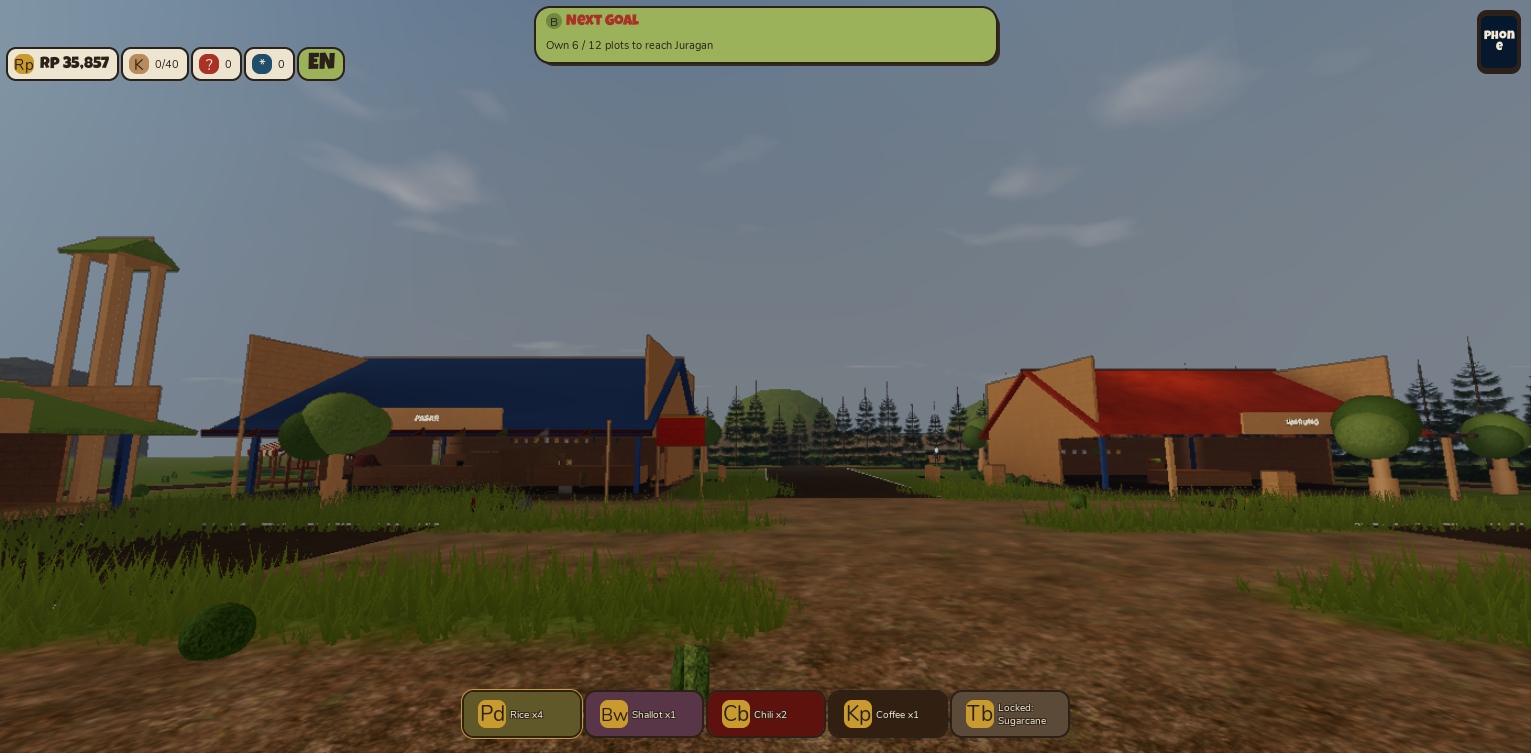 B NEXT GOAL
Own 6 / 12 plots to reach Juragan
PHON
E
Rp RP 35,857
K 0/40
? 0
* 0
EN
PASAR
WARUNG
Pd Rice x4
Bw Shallot x1
Cb Chili x2
Kp Coffee x1
Tb Locked:
Sugarcane